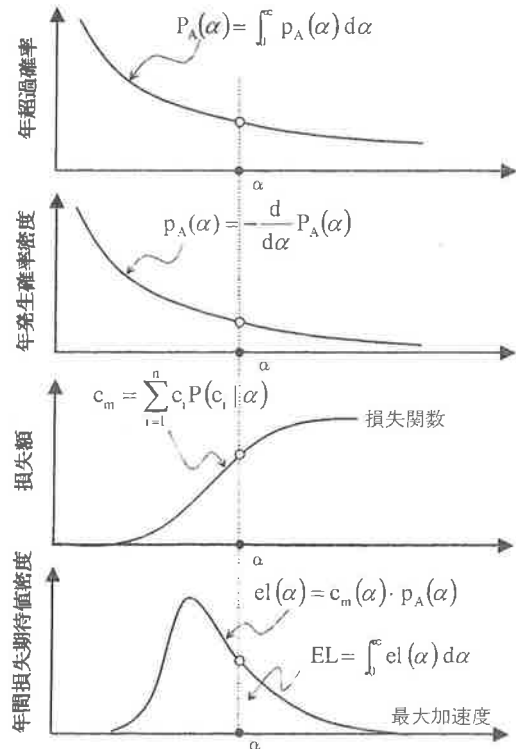 年超過確率
P_A(α) = ∫_0^∞ p_A(α) dα
α
年発生確率密度
p_A(α) = -d/dα P_A(α)
α
損失額
c_m = Σ_{i=1}^{n} c_i P(c_i | α)
損失関数
α
年間損失期待値密度
el(α) = c_m(α)・p_A(α)
EL = ∫_0^∞ el(α) dα
最大加速度
α